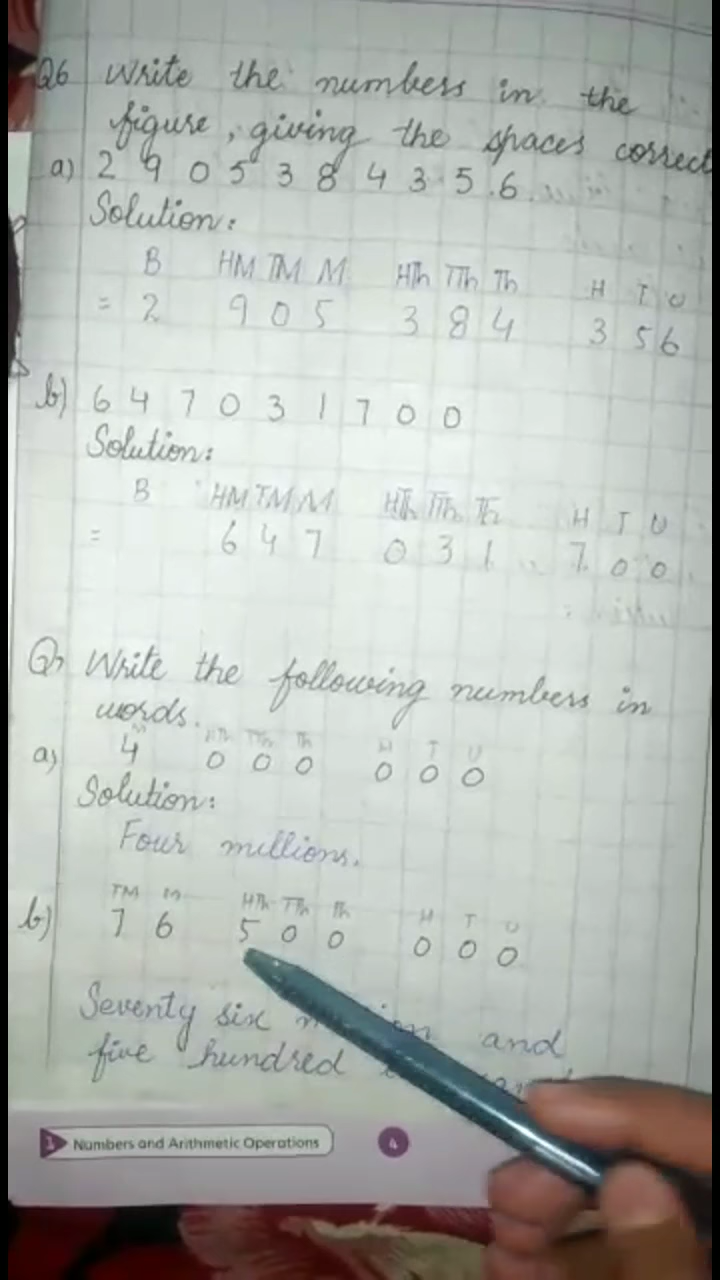 Q6 Write the numbers in the
figure, giving the spaces correct
a) 2 9 0 5 3 8 4 3 5 6
Solution:
B HM TM M HTh TTh Th H T U
= 2 9 0 5 3 8 4 3 5 6
b) 6 4 7 0 3 1 7 0 0
Solution:
B HM TM M HTh TTh Th H T U
= 6 4 7 0 3 1 7 0 0
Q7 Write the following numbers in
words.
M HTh TTh Th H T U
a) 4 0 0 0 0 0 0
Solution:
Four millions.
TM M HTh TTh Th H T U
b) 7 6 5 0 0 0 0 0
Seventy six and
five hundred
1 Numbers and Arithmetic Operations 4